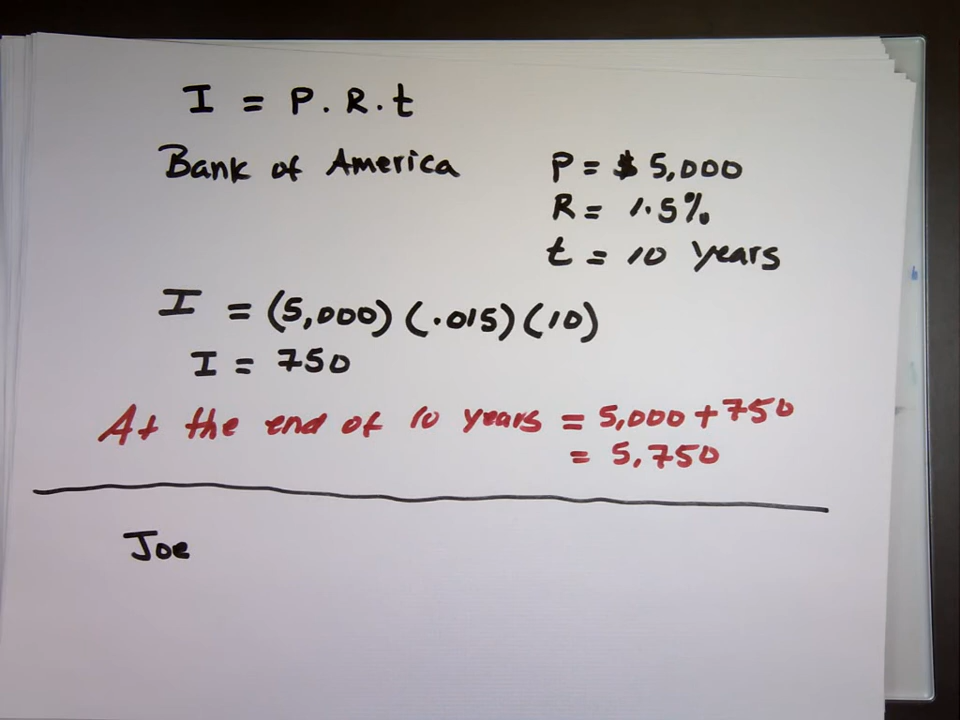 I = P . R . t
Bank of America
P = $ 5,000
R = 1.5%
t = 10 years
I = (5,000) (.015) (10)
I = 750
At the end of 10 years = 5,000 + 750
= 5,750
Joe